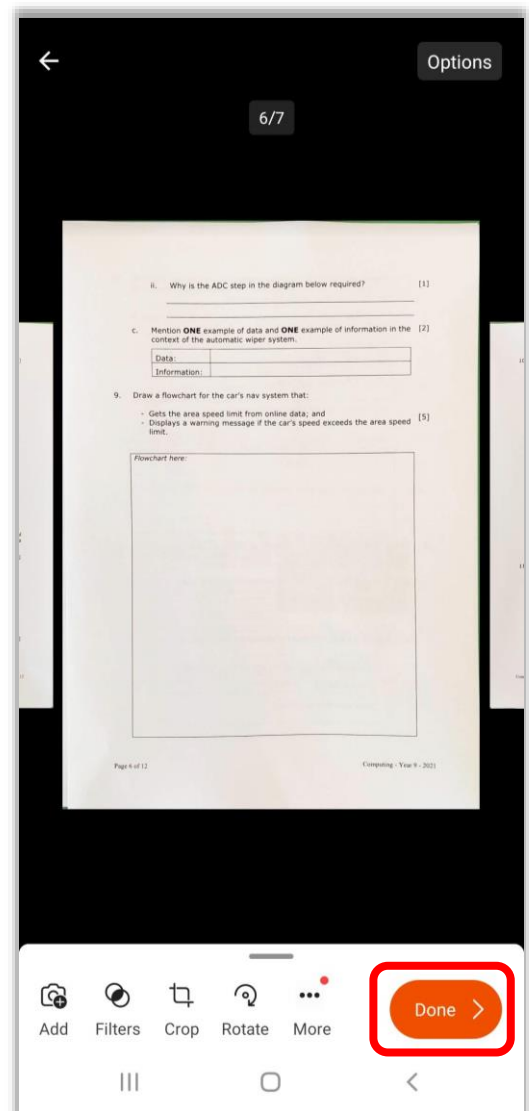 Options
6/7
ii. Why is the ADC step in the diagram below required? [1]
c. Mention ONE example of data and ONE example of information in the [2]
context of the automatic wiper system.
Data:
Information:
9. Draw a flowchart for the car's nav system that:
- Gets the area speed limit from online data; and
- Displays a warning message if the car's speed exceeds the area speed [5]
limit.
Flowchart here:
Page 6 of 12 Computing - Year 9 - 2021
Add Filters Crop Rotate More Done